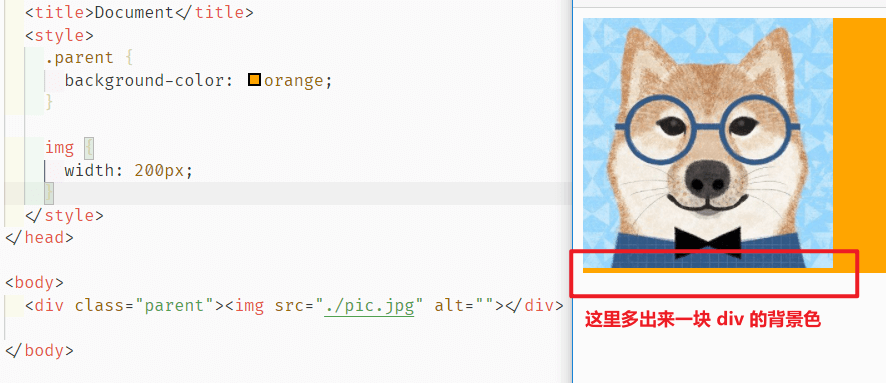 <title>Document</title>
<style>
.parent {
background-color: orange;
}
img {
width: 200px;
}
</style>
</head>
<body>
<div class="parent"><img src="./pic.jpg" alt=""></div>
</body>
这里多出来一块 div 的背景色